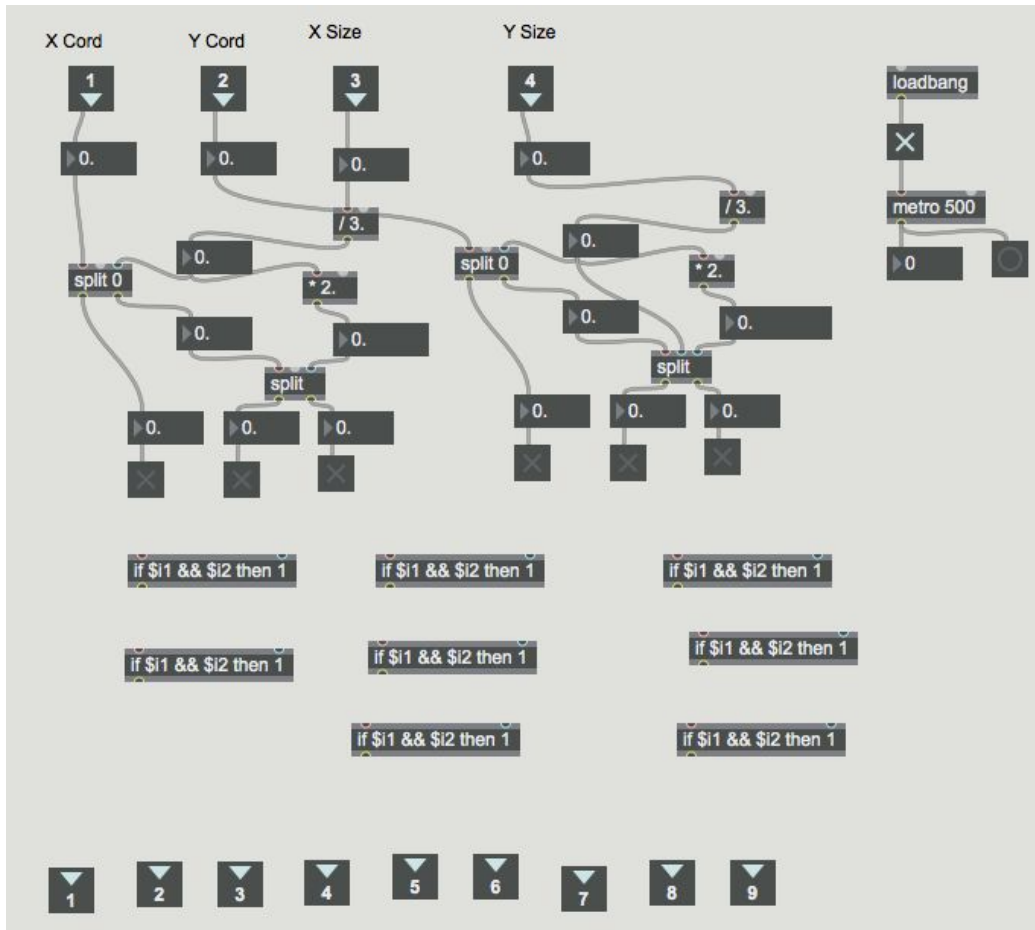 X Cord
Y Cord
X Size
Y Size
1
2
3
4
loadbang
0.
0.
0.
0.
metro 500
/ 3.
/ 3.
0.
0.
0
split 0
split 0
* 2.
* 2.
0.
0.
0.
0.
split
split
0.
0.
0.
0.
0.
0.
if $i1 && $i2 then 1
if $i1 && $i2 then 1
if $i1 && $i2 then 1
if $i1 && $i2 then 1
if $i1 && $i2 then 1
if $i1 && $i2 then 1
if $i1 && $i2 then 1
if $i1 && $i2 then 1
1
2
3
4
5
6
7
8
9